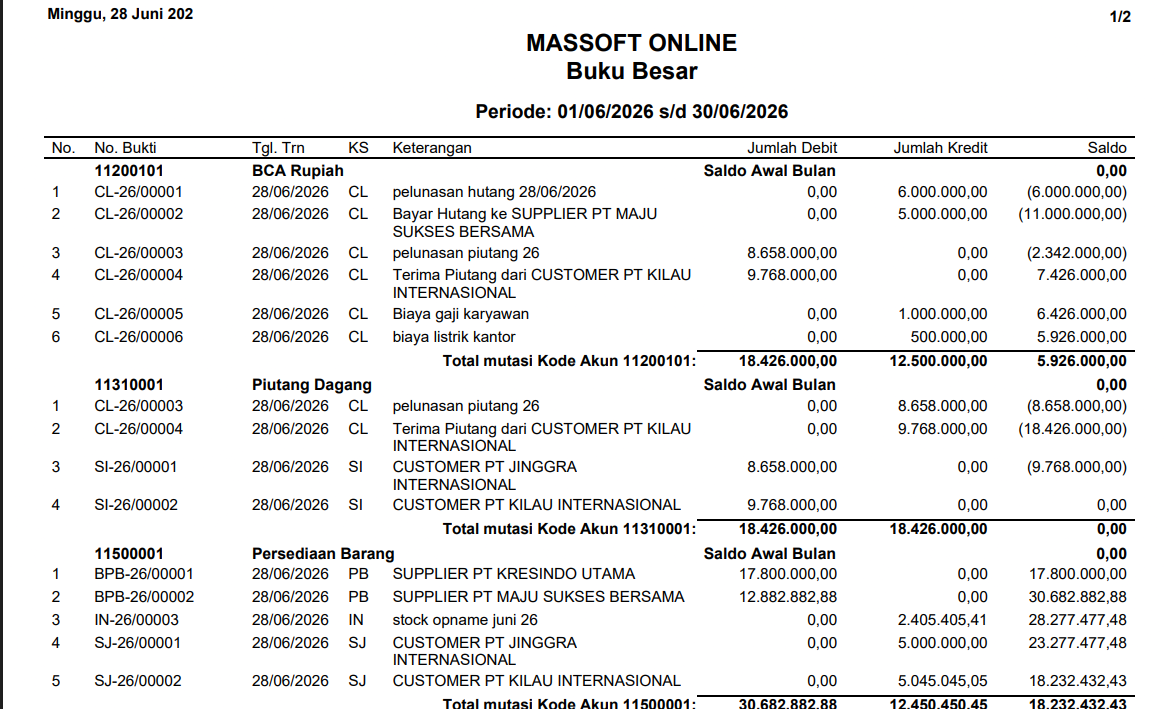 Minggu, 28 Juni 202
1/2
MASSOFT ONLINE
Buku Besar
Periode: 01/06/2026 s/d 30/06/2026
No. No. Bukti Tgl. Trn KS Keterangan Jumlah Debit Jumlah Kredit Saldo
11200101 BCA Rupiah Saldo Awal Bulan 0,00
1 CL-26/00001 28/06/2026 CL pelunasan hutang 28/06/2026 0,00 6.000.000,00 (6.000.000,00)
2 CL-26/00002 28/06/2026 CL Bayar Hutang ke SUPPLIER PT MAJU 0,00 5.000.000,00 (11.000.000,00)
SUKSES BERSAMA
3 CL-26/00003 28/06/2026 CL pelunasan piutang 26 8.658.000,00 0,00 (2.342.000,00)
4 CL-26/00004 28/06/2026 CL Terima Piutang dari CUSTOMER PT KILAU 9.768.000,00 0,00 7.426.000,00
INTERNASIONAL
5 CL-26/00005 28/06/2026 CL Biaya gaji karyawan 0,00 1.000.000,00 6.426.000,00
6 CL-26/00006 28/06/2026 CL biaya listrik kantor 0,00 500.000,00 5.926.000,00
Total mutasi Kode Akun 11200101: 18.426.000,00 12.500.000,00 5.926.000,00
11310001 Piutang Dagang Saldo Awal Bulan 0,00
1 CL-26/00003 28/06/2026 CL pelunasan piutang 26 0,00 8.658.000,00 (8.658.000,00)
2 CL-26/00004 28/06/2026 CL Terima Piutang dari CUSTOMER PT KILAU 0,00 9.768.000,00 (18.426.000,00)
INTERNASIONAL
3 SI-26/00001 28/06/2026 SI CUSTOMER PT JINGGRA 8.658.000,00 0,00 (9.768.000,00)
INTERNASIONAL
4 SI-26/00002 28/06/2026 SI CUSTOMER PT KILAU INTERNASIONAL 9.768.000,00 0,00 0,00
Total mutasi Kode Akun 11310001: 18.426.000,00 18.426.000,00 0,00
11500001 Persediaan Barang Saldo Awal Bulan 0,00
1 BPB-26/00001 28/06/2026 PB SUPPLIER PT KRESINDO UTAMA 17.800.000,00 0,00 17.800.000,00
2 BPB-26/00002 28/06/2026 PB SUPPLIER PT MAJU SUKSES BERSAMA 12.882.882,88 0,00 30.682.882,88
3 IN-26/00003 28/06/2026 IN stock opname juni 26 0,00 2.405.405,41 28.277.477,48
4 SJ-26/00001 28/06/2026 SJ CUSTOMER PT JINGGRA 0,00 5.000.000,00 23.277.477,48
INTERNASIONAL
5 SJ-26/00002 28/06/2026 SJ CUSTOMER PT KILAU INTERNASIONAL 0,00 5.045.045,05 18.232.432,43
Total mutasi Kode Akun 11500001: 30.682.882,88 12.450.450,45 18.232.432,43